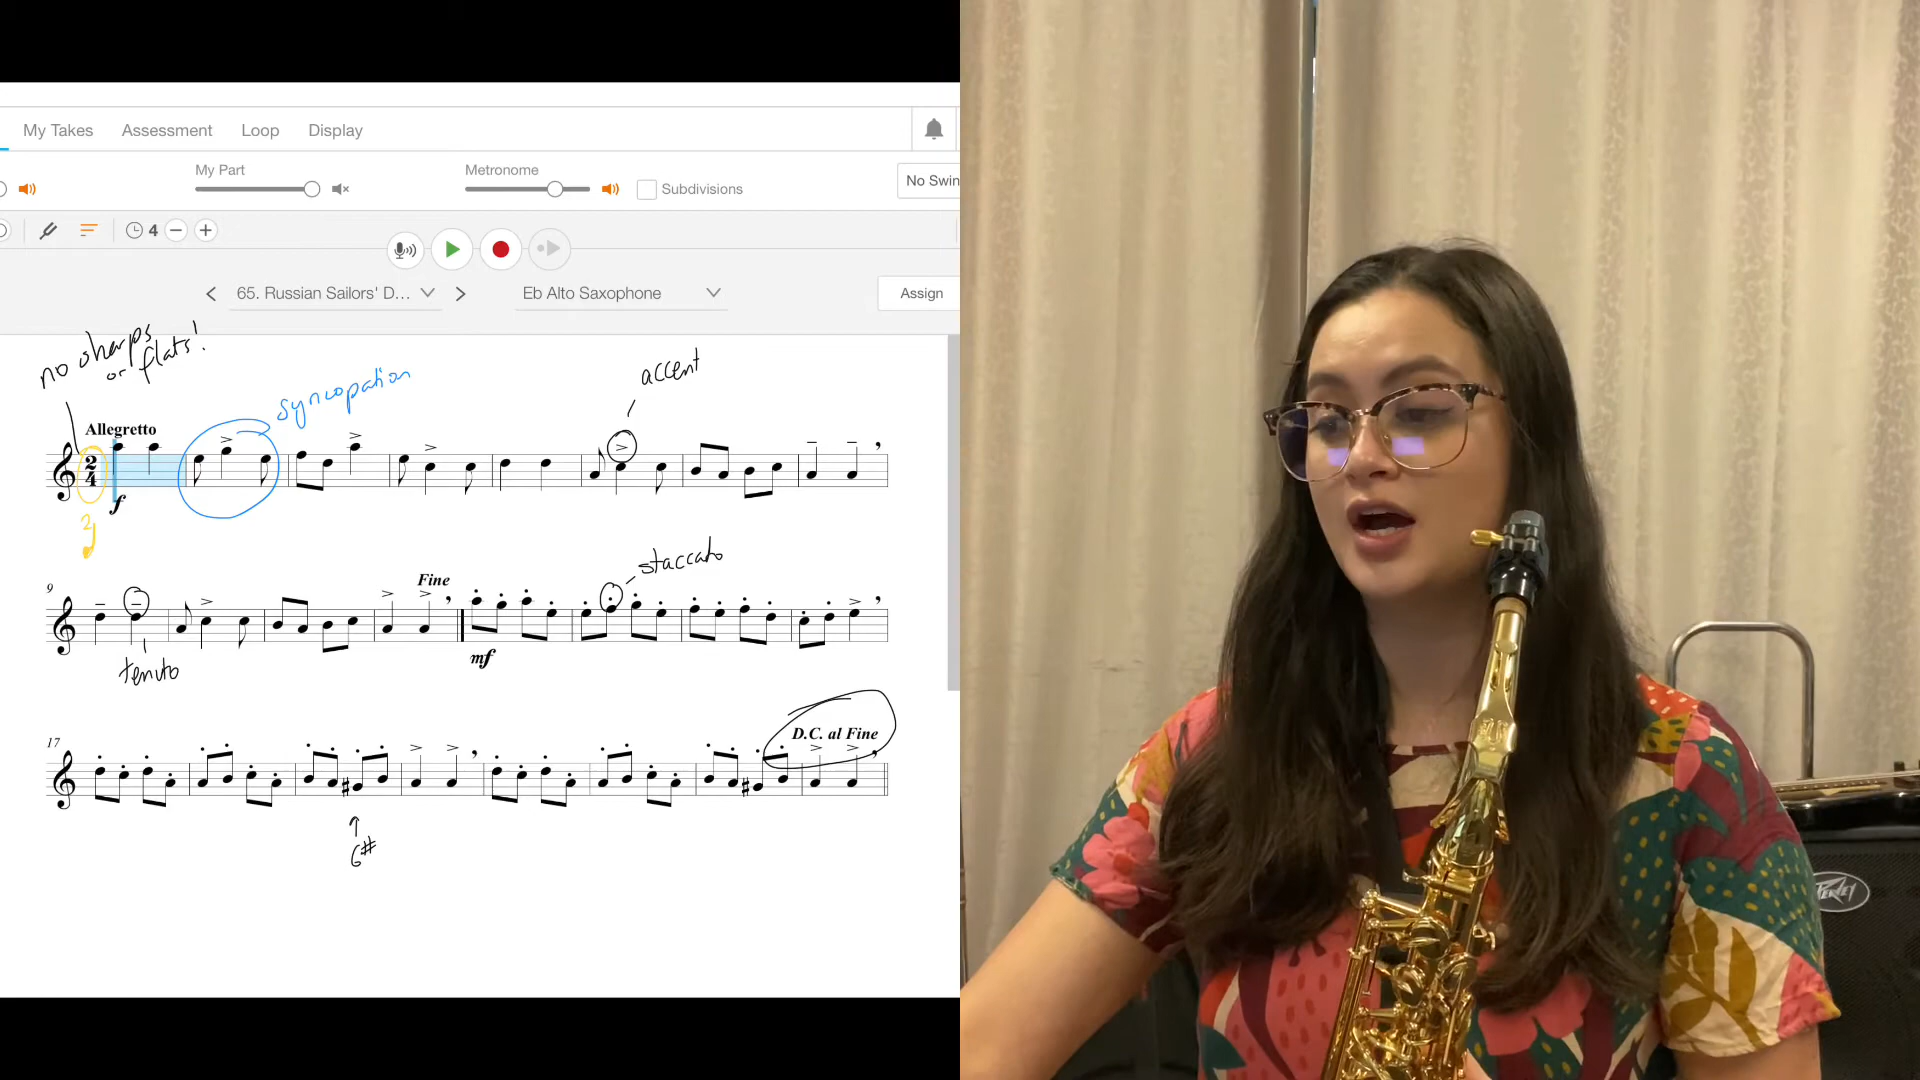 My Takes Assessment Loop Display
My Part Metronome
Subdivisions No Swin
4
65. Russian Sailors' D... Eb Alto Saxophone Assign
no sharps or flats!
syncopation
accent
Allegretto
2 4
f
2
staccato
9
Fine
mf
tenuto
17
D.C. al Fine
G#
PEAVEY